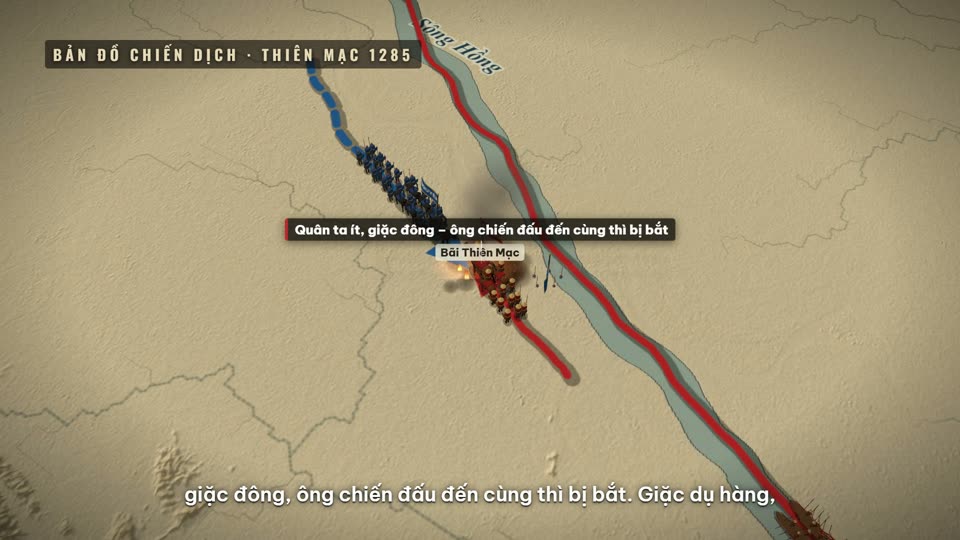 Sông Hồng
BẢN ĐỒ CHIẾN DỊCH · THIÊN MẠC 1285
Quân ta ít, giặc đông – ông chiến đấu đến cùng thì bị bắt
Bãi Thiên Mạc
giặc đông, ông chiến đấu đến cùng thì bị bắt. Giặc dụ hàng,